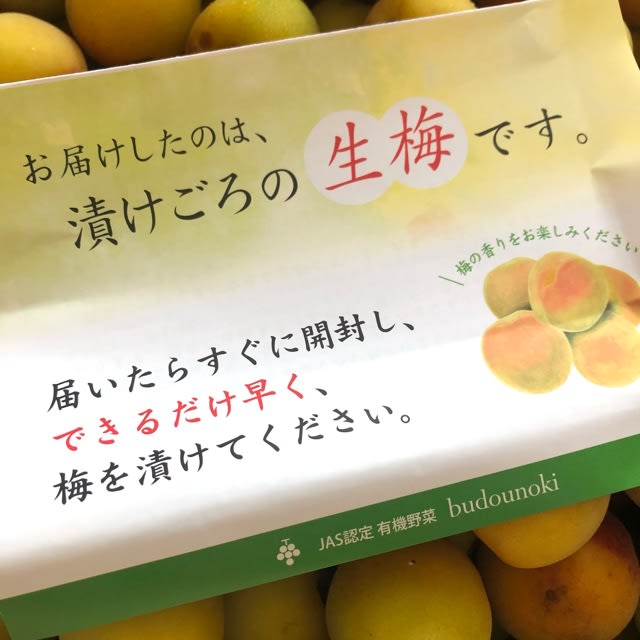 お届けしたのは、
漬けごろの生梅です。
梅の香りをお楽しみください
届いたらすぐに開封し、
できるだけ早く、
梅を漬けてください。
JAS認定 有機野菜 budounoki